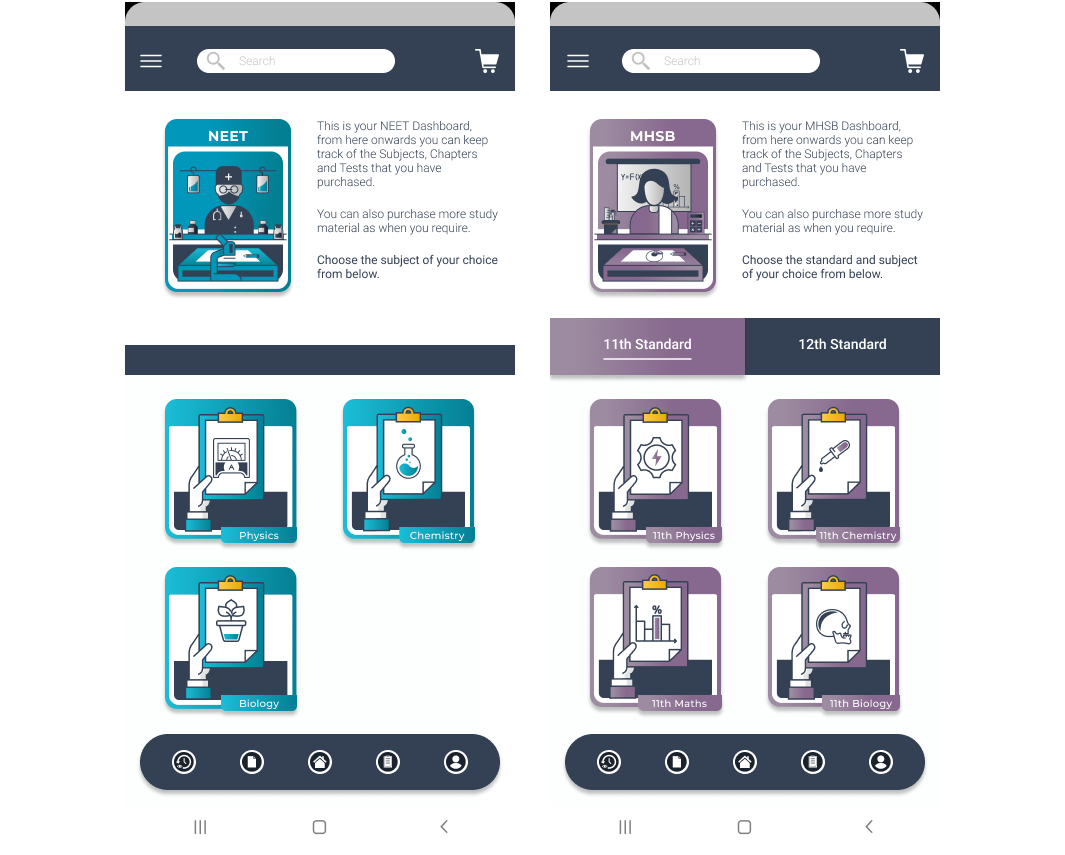 Search
NEET
This is your NEET Dashboard,
from here onwards you can keep
track of the Subjects, Chapters
and Tests that you have
purchased.
You can also purchase more study
material as when you require.
Choose the subject of your choice
from below.
A
Physics
Chemistry
Biology
Search
MHSB
Y=F(X
%
This is your MHSB Dashboard,
from here onwards you can keep
track of the Subjects, Chapters
and Tests that you have
purchased.
You can also purchase more study
material as when you require.
Choose the standard and subject
of your choice from below.
11th Standard
12th Standard
11th Physics
11th Chemistry
%
11th Maths
11th Biology